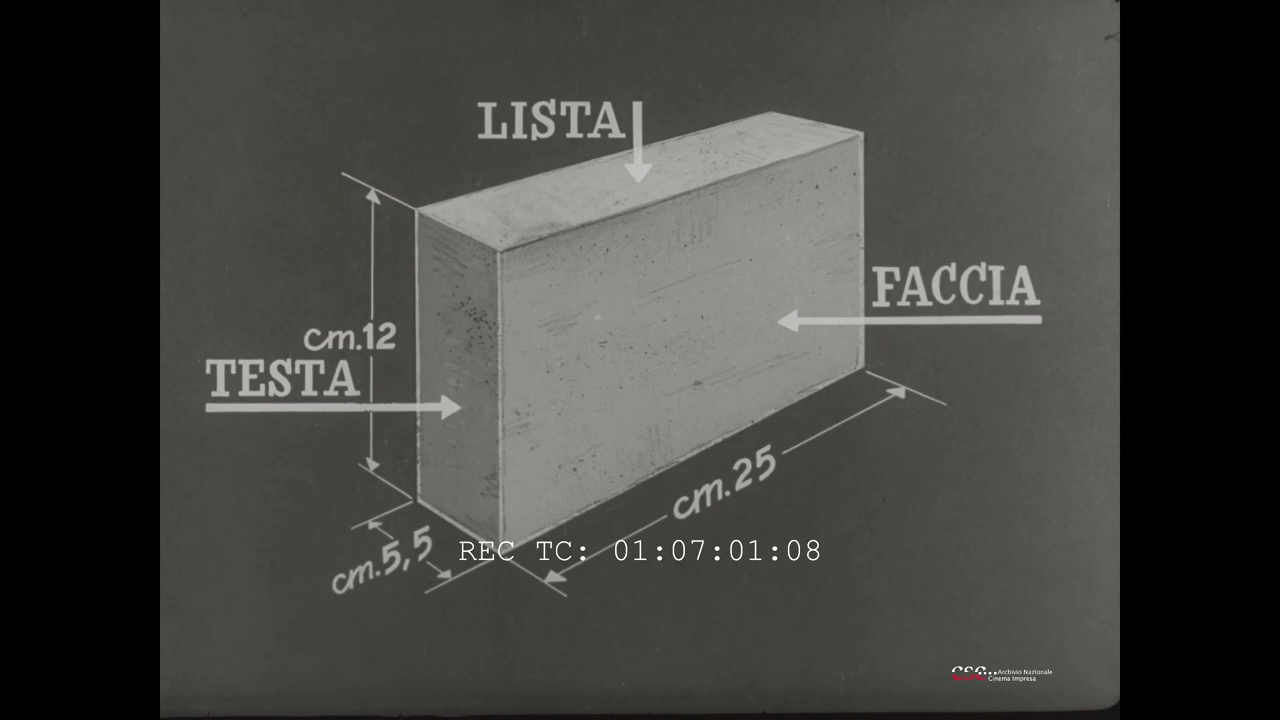 LISTA
FACCIA
cm.12
TESTA
cm.25
cm.5,5
REC TC: 01:07:01:08
CSC
Archivio Nazionale
Cinema Impresa